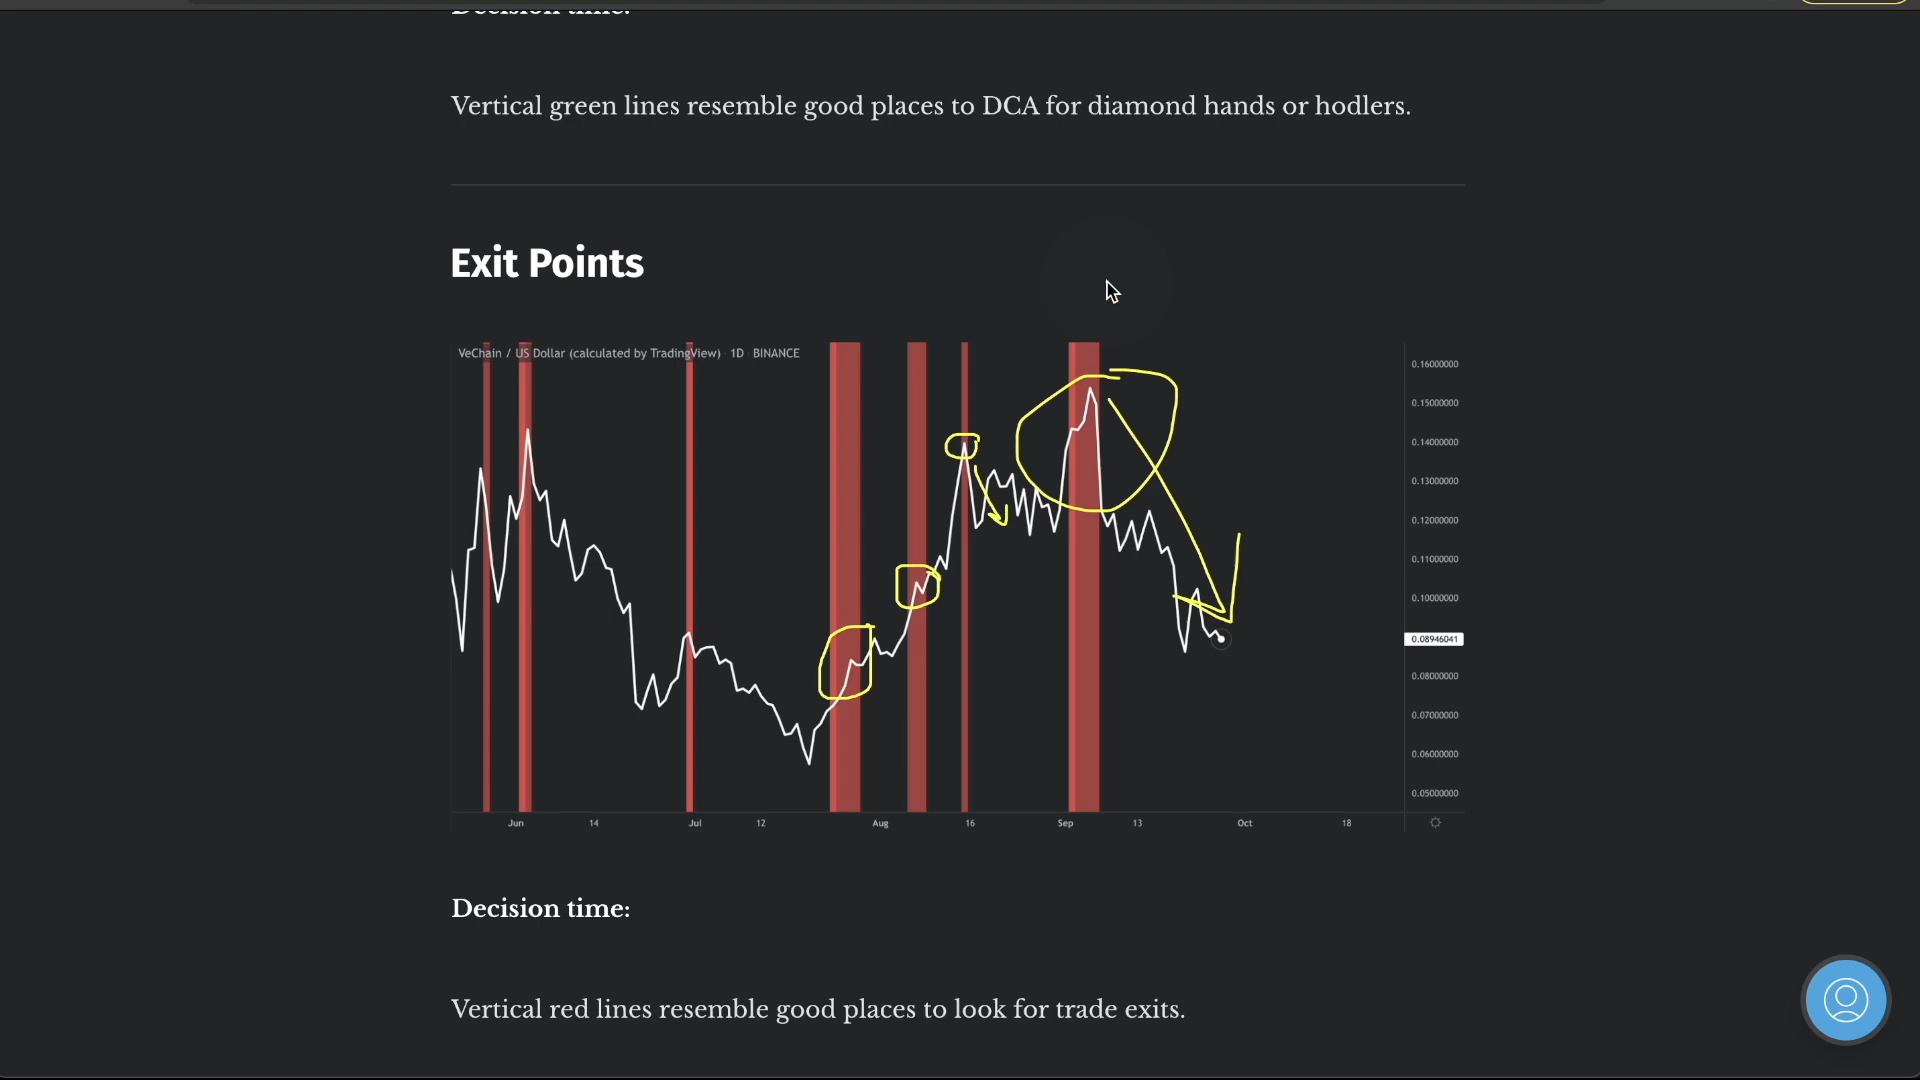 Decision time:
Vertical green lines resemble good places to DCA for diamond hands or hodlers.
Exit Points
VeChain / US Dollar (calculated by TradingView) · 1D · BINANCE
0.16000000
0.15000000
0.14000000
0.13000000
0.12000000
0.11000000
0.10000000
0.08946041
0.08000000
0.07000000
0.06000000
0.05000000
Jun 14 Jul 12 Aug 16 Sep 13 Oct 18
Decision time:
Vertical red lines resemble good places to look for trade exits.